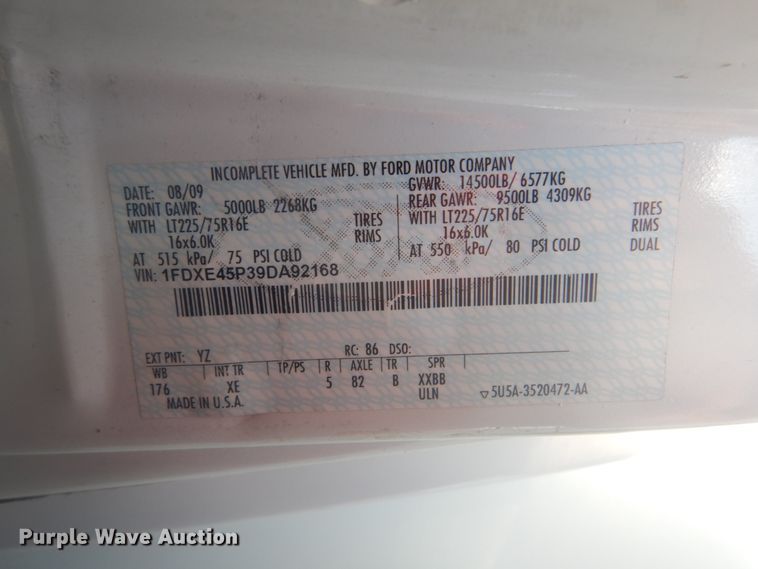 INCOMPLETE VEHICLE MFD. BY FORD MOTOR COMPANY
DATE: 08/09 GVWR: 14500LB/ 6577KG
FRONT GAWR: 5000LB 2268KG REAR GAWR: 9500LB 4309KG
WITH LT225/75R16E TIRES WITH LT225/75R16E TIRES
16x6.0K RIMS 16x6.0K RIMS
AT 515 kPa/ 75 PSI COLD AT 550 kPa/ 80 PSI COLD DUAL
VIN: 1FDXE45P39DA92168
EXT PNT: YZ RC: 86 DSO:
WB INT TR TP/PS R AXLE TR SPR
176 XE 5 82 B XXBB
ULN
MADE IN U.S.A. ▽5U5A-3520472-AA
Purple Wave Auction